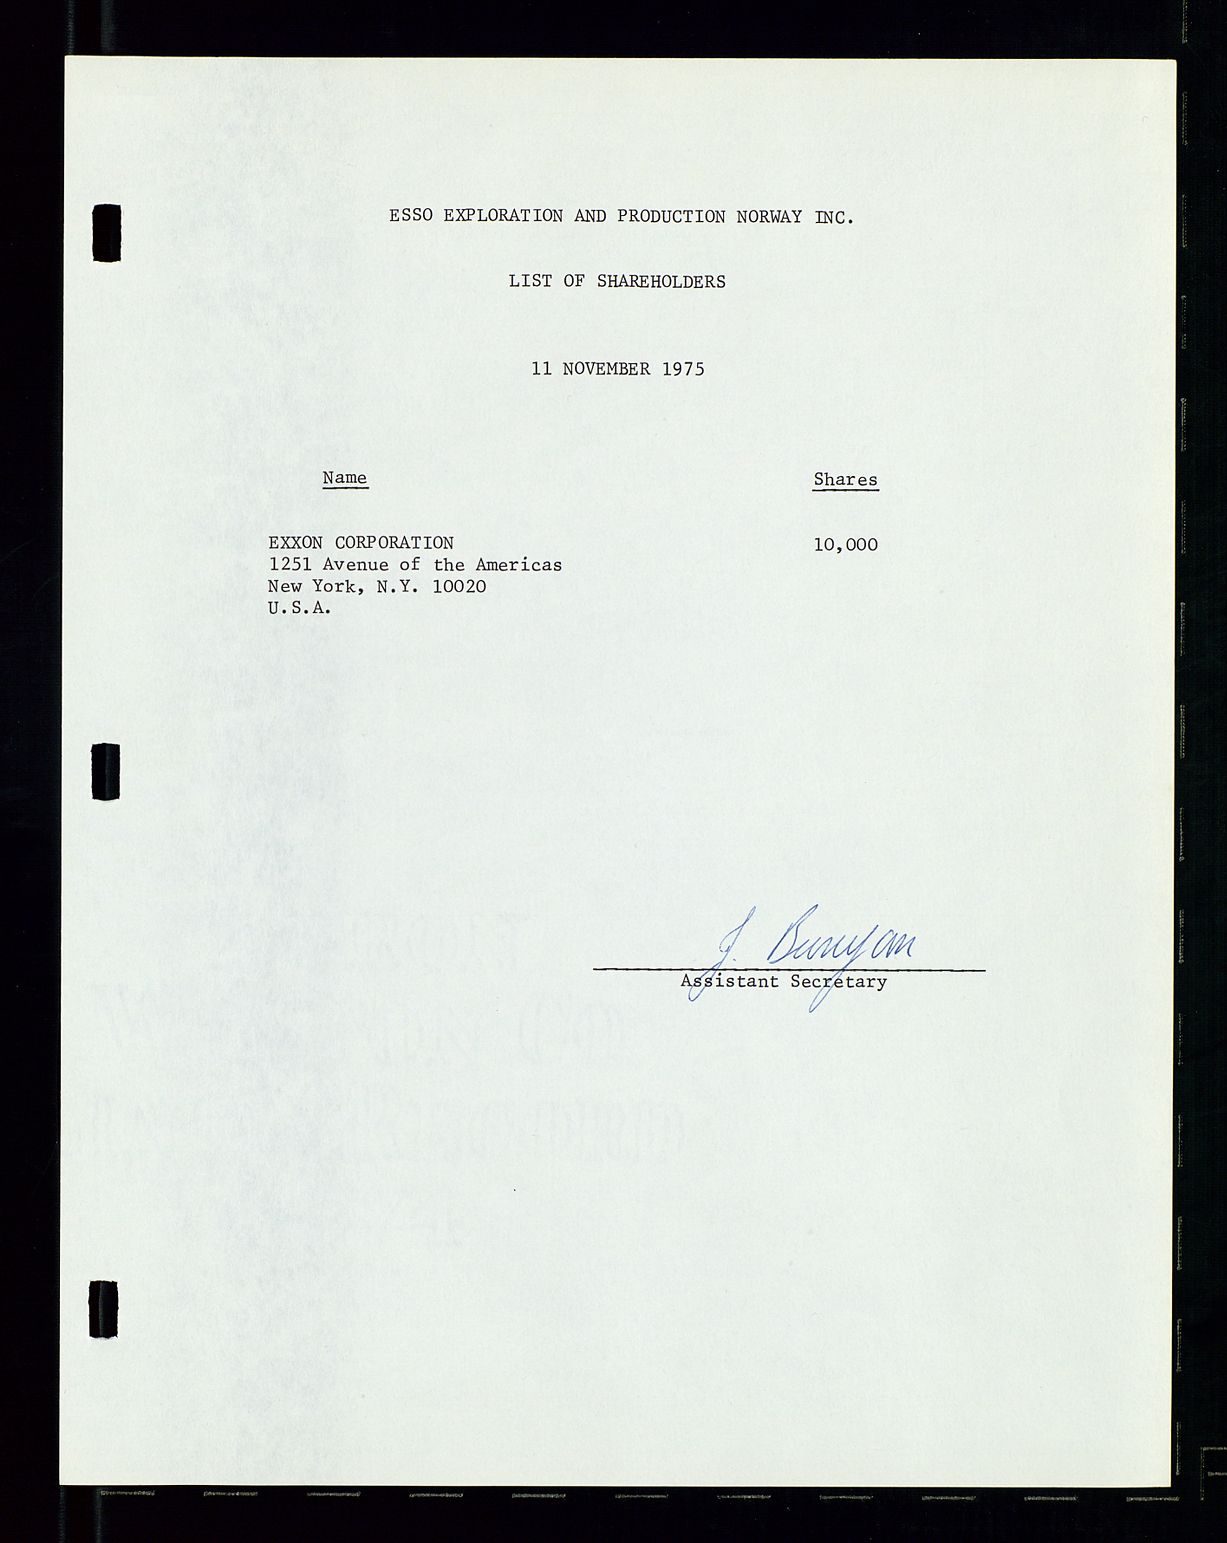 ESSO EXPLORATION AND PRODUCTION NORWAY INC.
LIST OF SHAREHOLDERS
11 NOVEMBER 1975
Name Shares
EXXON CORPORATION 10,000
1251 Avenue of the Americas
New York, N.Y. 10020
U.S.A.
J. Bunyan
Assistant Secretary